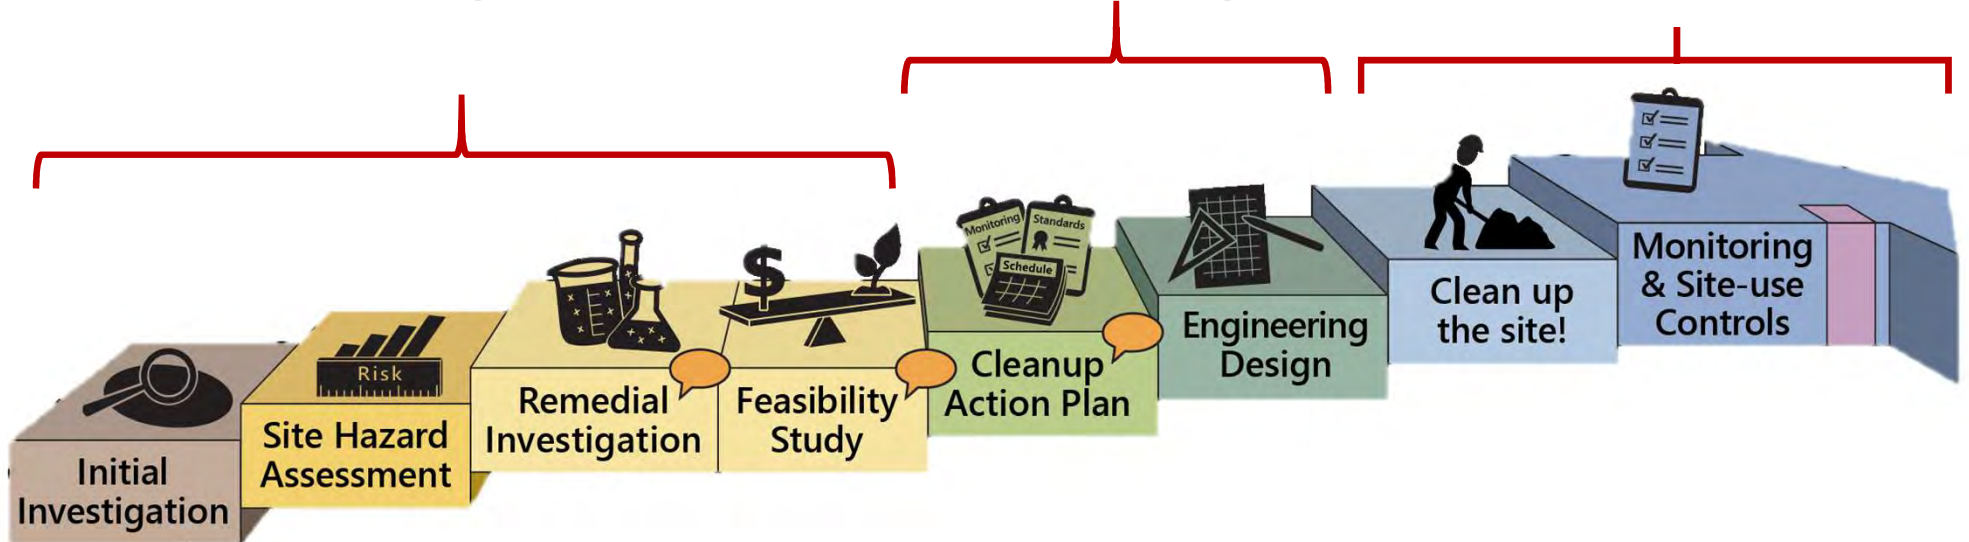 Initial
Investigation
Risk
Site Hazard
Assessment
Remedial
Investigation
$
Feasibility
Study
Monitoring
Standards
Schedule
Cleanup
Action Plan
Engineering
Design
Clean up
the site!
Monitoring
& Site-use
Controls